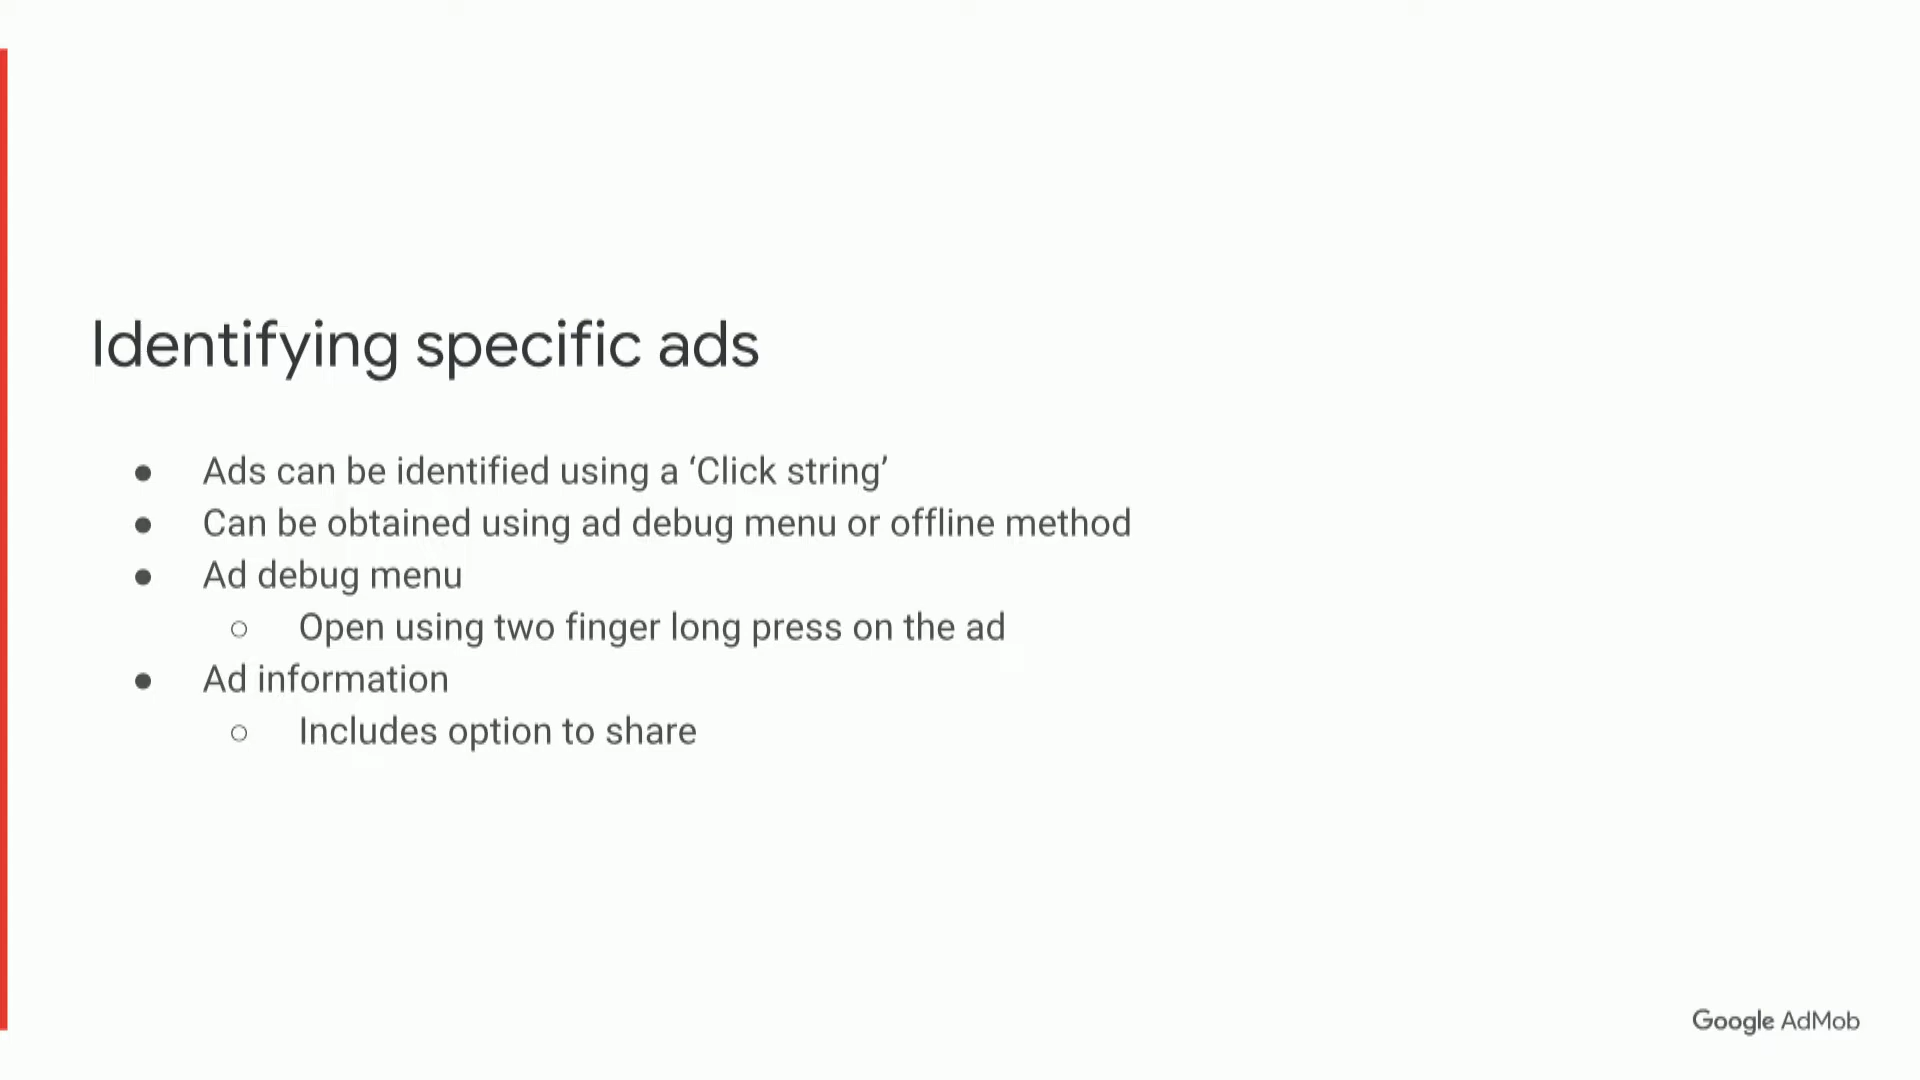 Identifying specific ads
● Ads can be identified using a ‘Click string’
● Can be obtained using ad debug menu or offline method
● Ad debug menu
○ Open using two finger long press on the ad
● Ad information
○ Includes option to share
Google AdMob